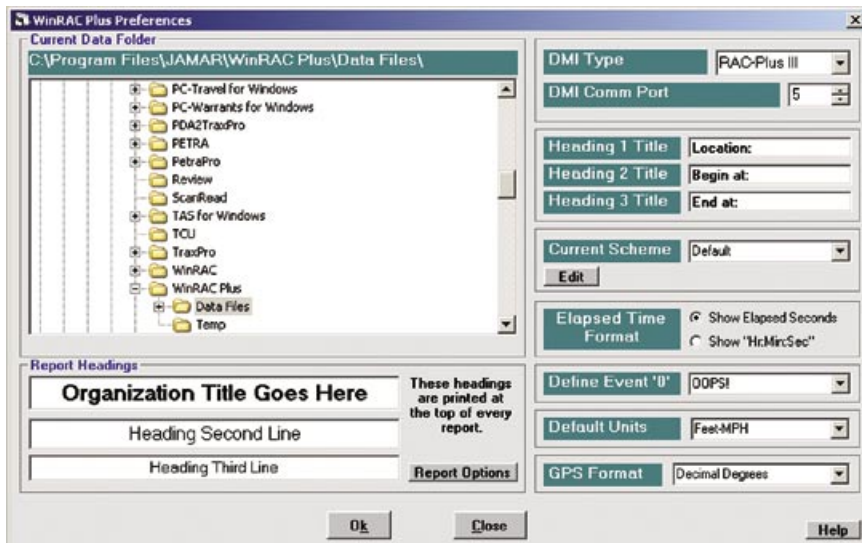 WinRAC Plus Preferences
Current Data Folder
C:\Program Files\JAMAR\WinRAC Plus\Data Files\
PC-Travel for Windows
PC-Warrants for Windows
PDA2TraxPro
PETRA
PetraPro
Review
ScanRead
TAS for Windows
TCU
TraxPro
WinRAC
WinRAC Plus
Data Files
Temp
Report Headings
Organization Title Goes Here
Heading Second Line
Heading Third Line
These headings
are printed at
the top of every
report.
Report Options
DMI Type RAC-Plus III
DMI Comm Port 5
Heading 1 Title Location:
Heading 2 Title Begin at:
Heading 3 Title End at:
Current Scheme Default
Edit
Elapsed Time
Format
Show Elapsed Seconds
Show "Hr:Min:Sec"
Define Event '0' OOPS!
Default Units Feet-MPH
GPS Format Decimal Degrees
Ok
Close
Help